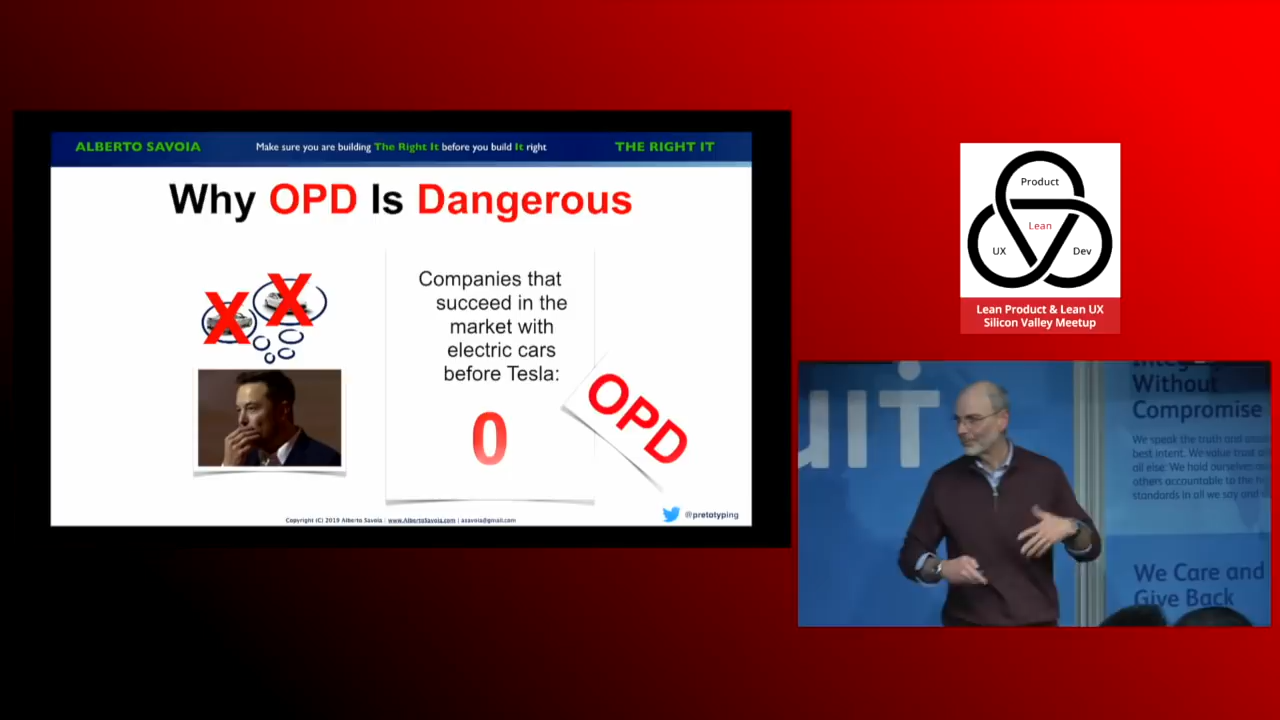 ALBERTO SAVOIA
Make sure you are building The Right It before you build It right
THE RIGHT IT
Why OPD Is Dangerous
X X
Companies that
succeed in the
market with
electric cars
before Tesla:
0
OPD
Copyright (C) 2019 Alberto Savoia | www.AlbertoSavoia.com | asavoia@gmail.com
@pretotyping
Product
Lean
UX
Dev
Lean Product & Lean UX
Silicon Valley Meetup
Without
Compromise
We speak the truth and
best intent. We value trust
all else. We hold ourselves
others accountable to the
standards in all we say and
We Care and
Give Back